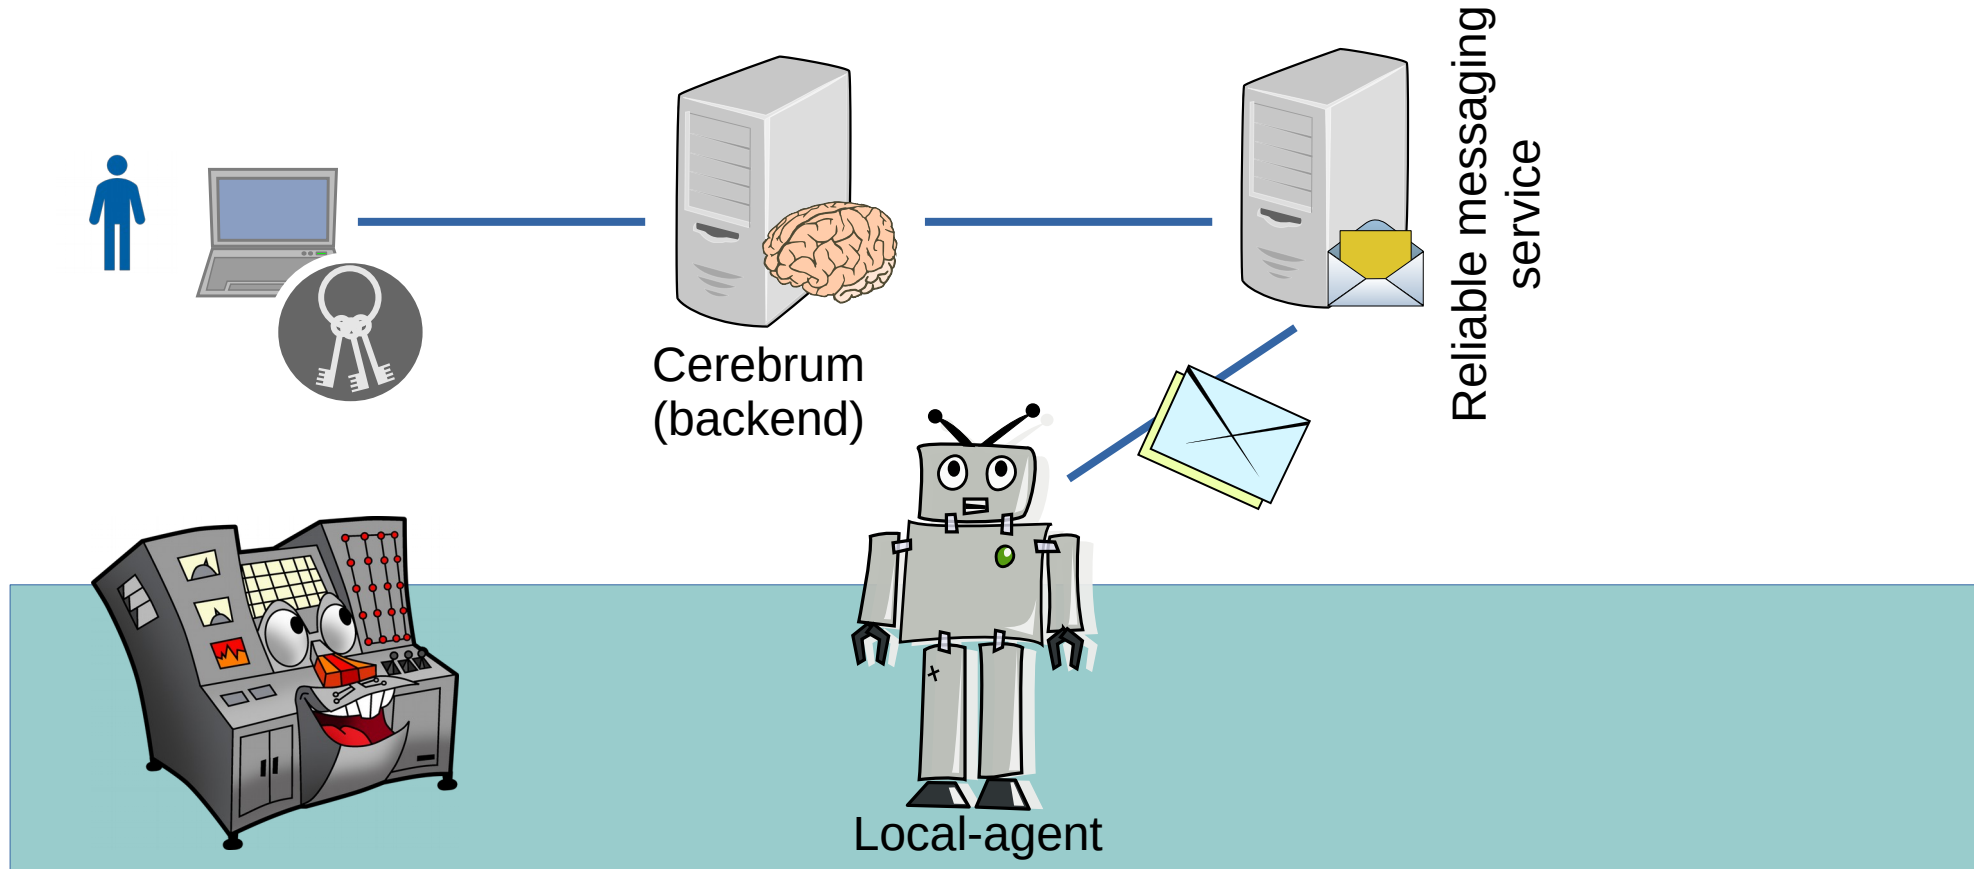 Cerebrum
(backend)
Reliable messaging
service
Local-agent